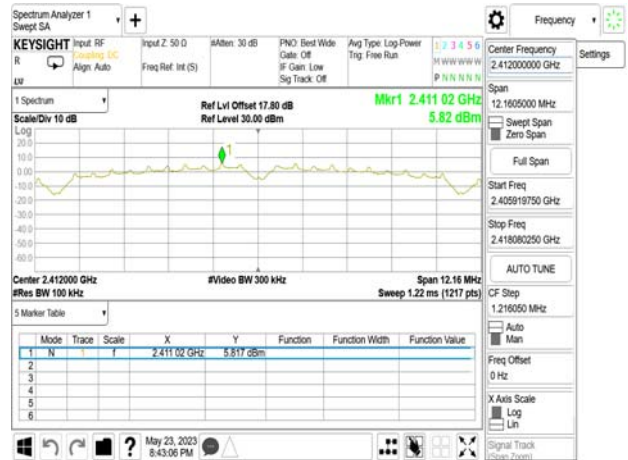 Spectrum Analyzer 1
Swept SA
Frequency
KEYSIGHT
R
Input: RF
Coupling: DC
Align: Auto
Input Z: 50 Ω
Freq Ref: Int (S)
#Atten: 30 dB
PNO: Best Wide
Gate: Off
IF Gain: Low
Sig Track: Off
Avg Type: Log-Power
Trig: Free Run
1 2 3 4 5 6
M W W W W W
P N N N N N
1 Spectrum
Scale/Div 10 dB
Ref Lvl Offset 17.80 dB
Ref Level 30.00 dBm
Mkr1 2.411 02 GHz
5.82 dBm
Log
20.0
10.0
0.00
-10.0
-20.0
-30.0
-40.0
-50.0
-60.0
1
Center 2.412000 GHz
#Res BW 100 kHz
#Video BW 300 kHz
Span 12.16 MHz
Sweep 1.22 ms (1217 pts)
5 Marker Table
Mode Trace Scale X Y Function Function Width Function Value
1 N 1 f 2.411 02 GHz 5.817 dBm
2
3
4
5
6
May 23, 2023
8:43:06 PM
Center Frequency
2.412000000 GHz
Settings
Span
12.1605000 MHz
Swept Span
Zero Span
Full Span
Start Freq
2.405919750 GHz
Stop Freq
2.418080250 GHz
AUTO TUNE
CF Step
1.216050 MHz
Auto
Man
Freq Offset
0 Hz
X Axis Scale
Log
Lin
Signal Track
(Span Zoom)